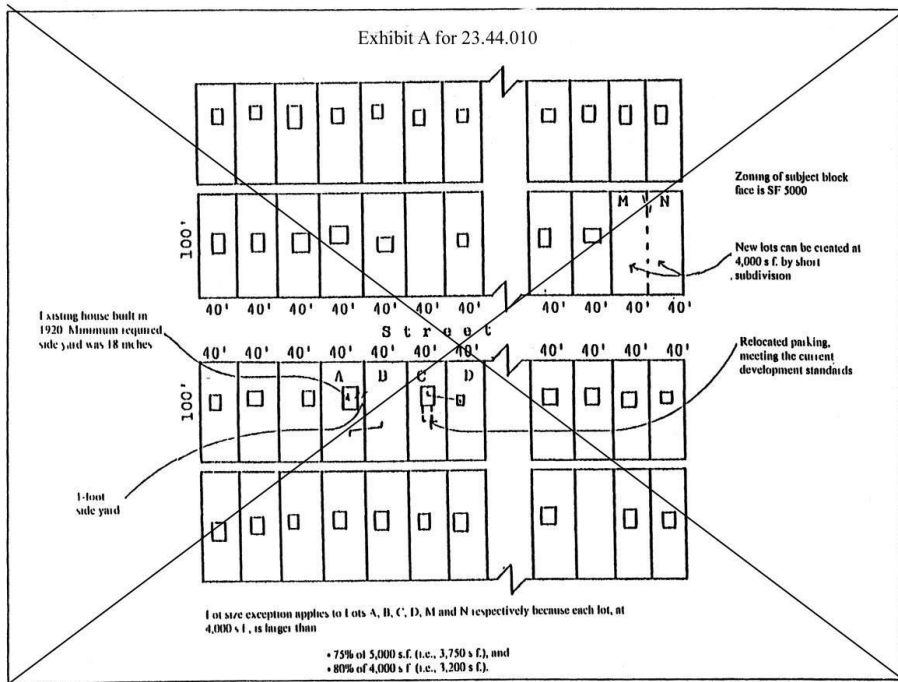 Exhibit A for 23.44.010
Zoning of subject block
face is SF 5000
M N
100'
New lots can be created at
4,000 s f. by short
subdivision
40' 40' 40' 40' 40' 40' 40' 40' 40' 40' 40'
Existing house built in
1920 Minimum required
side yard was 18 inches
Street
40' 40' 40' 40' 40' 40' 40' 40' 40' 40' 40'
Relocated parking,
meeting the current
development standards
A B C D
100'
1-foot
side yard
Lot size exception applies to Lots A, B, C, D, M and N respectively because each lot, at
4,000 s f , is larger than
• 75% of 5,000 s.f. (i.e., 3,750 s f.), and
• 80% of 4,000 s f (i.e., 3,200 s f.).